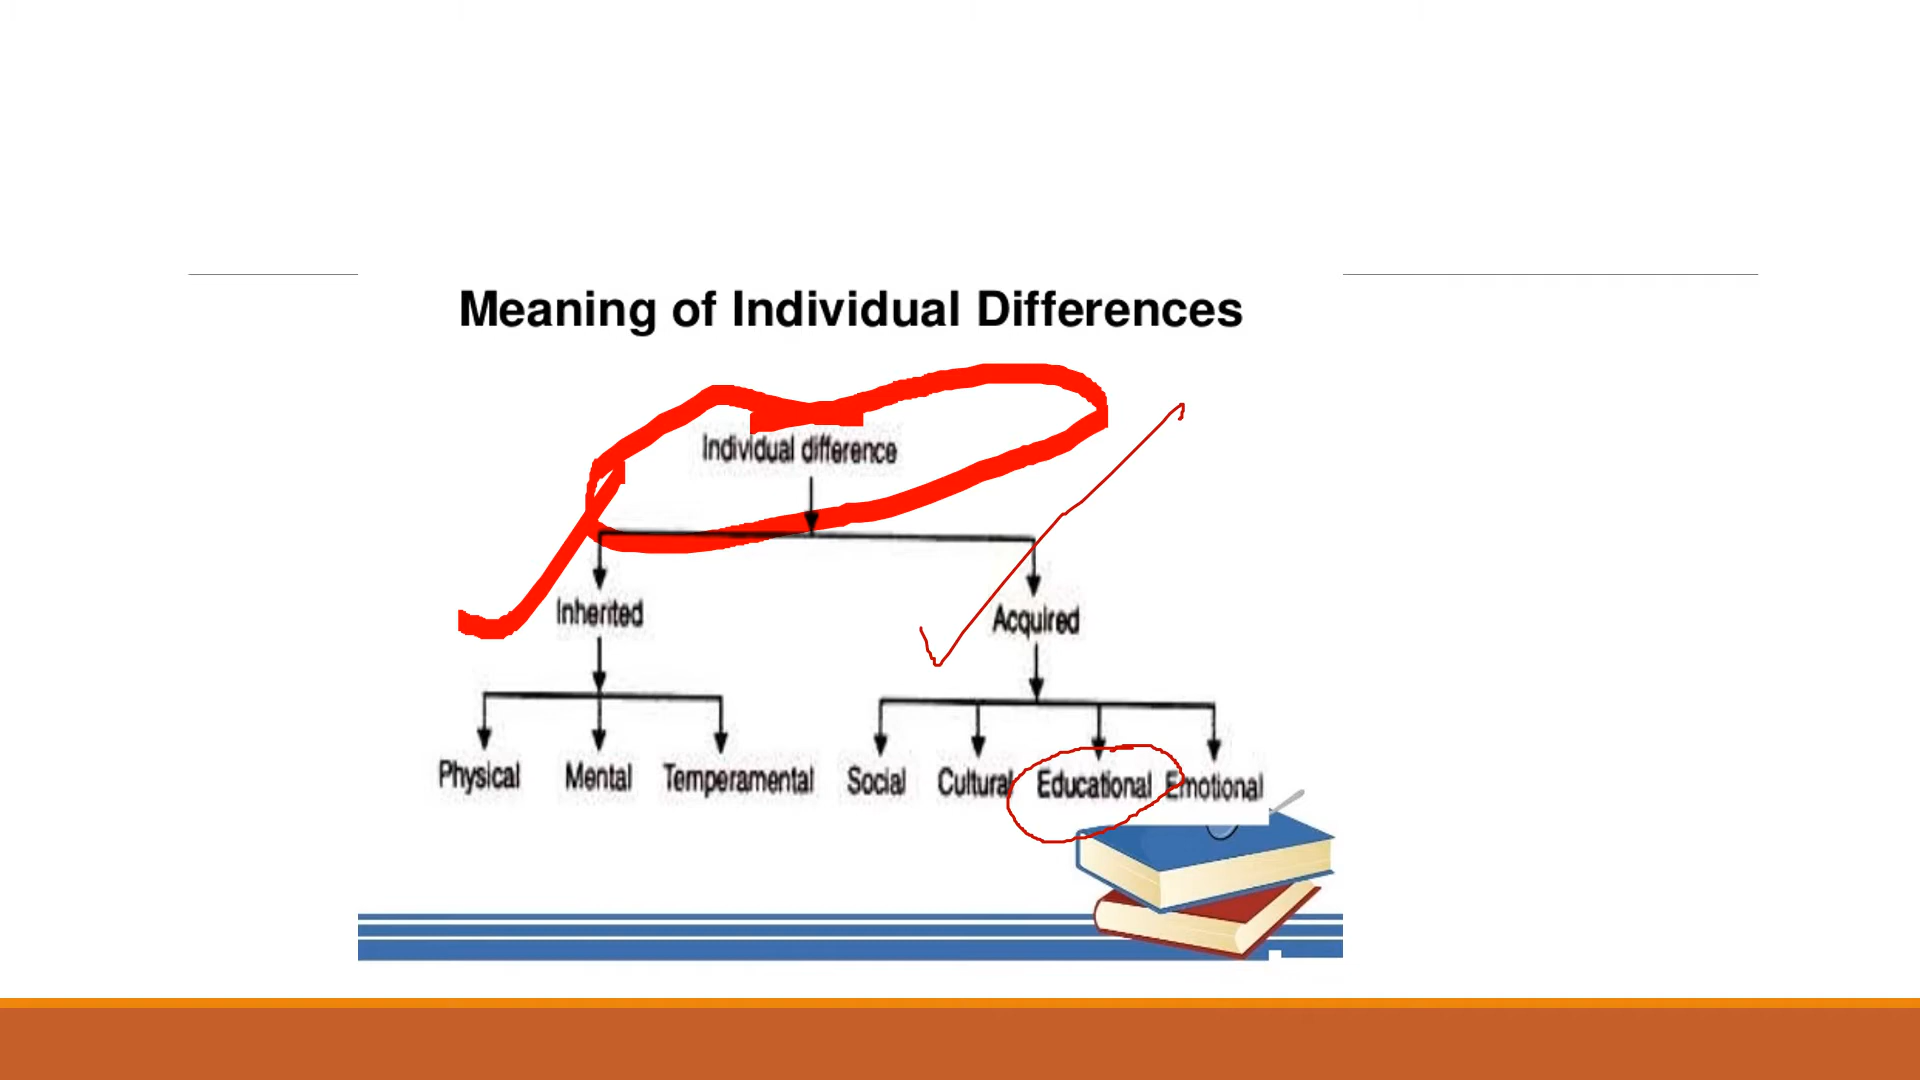 Meaning of Individual Differences
Individual difference
Inherited Acquired
Physical Mental Temperamental Social Cultural Educational Emotional